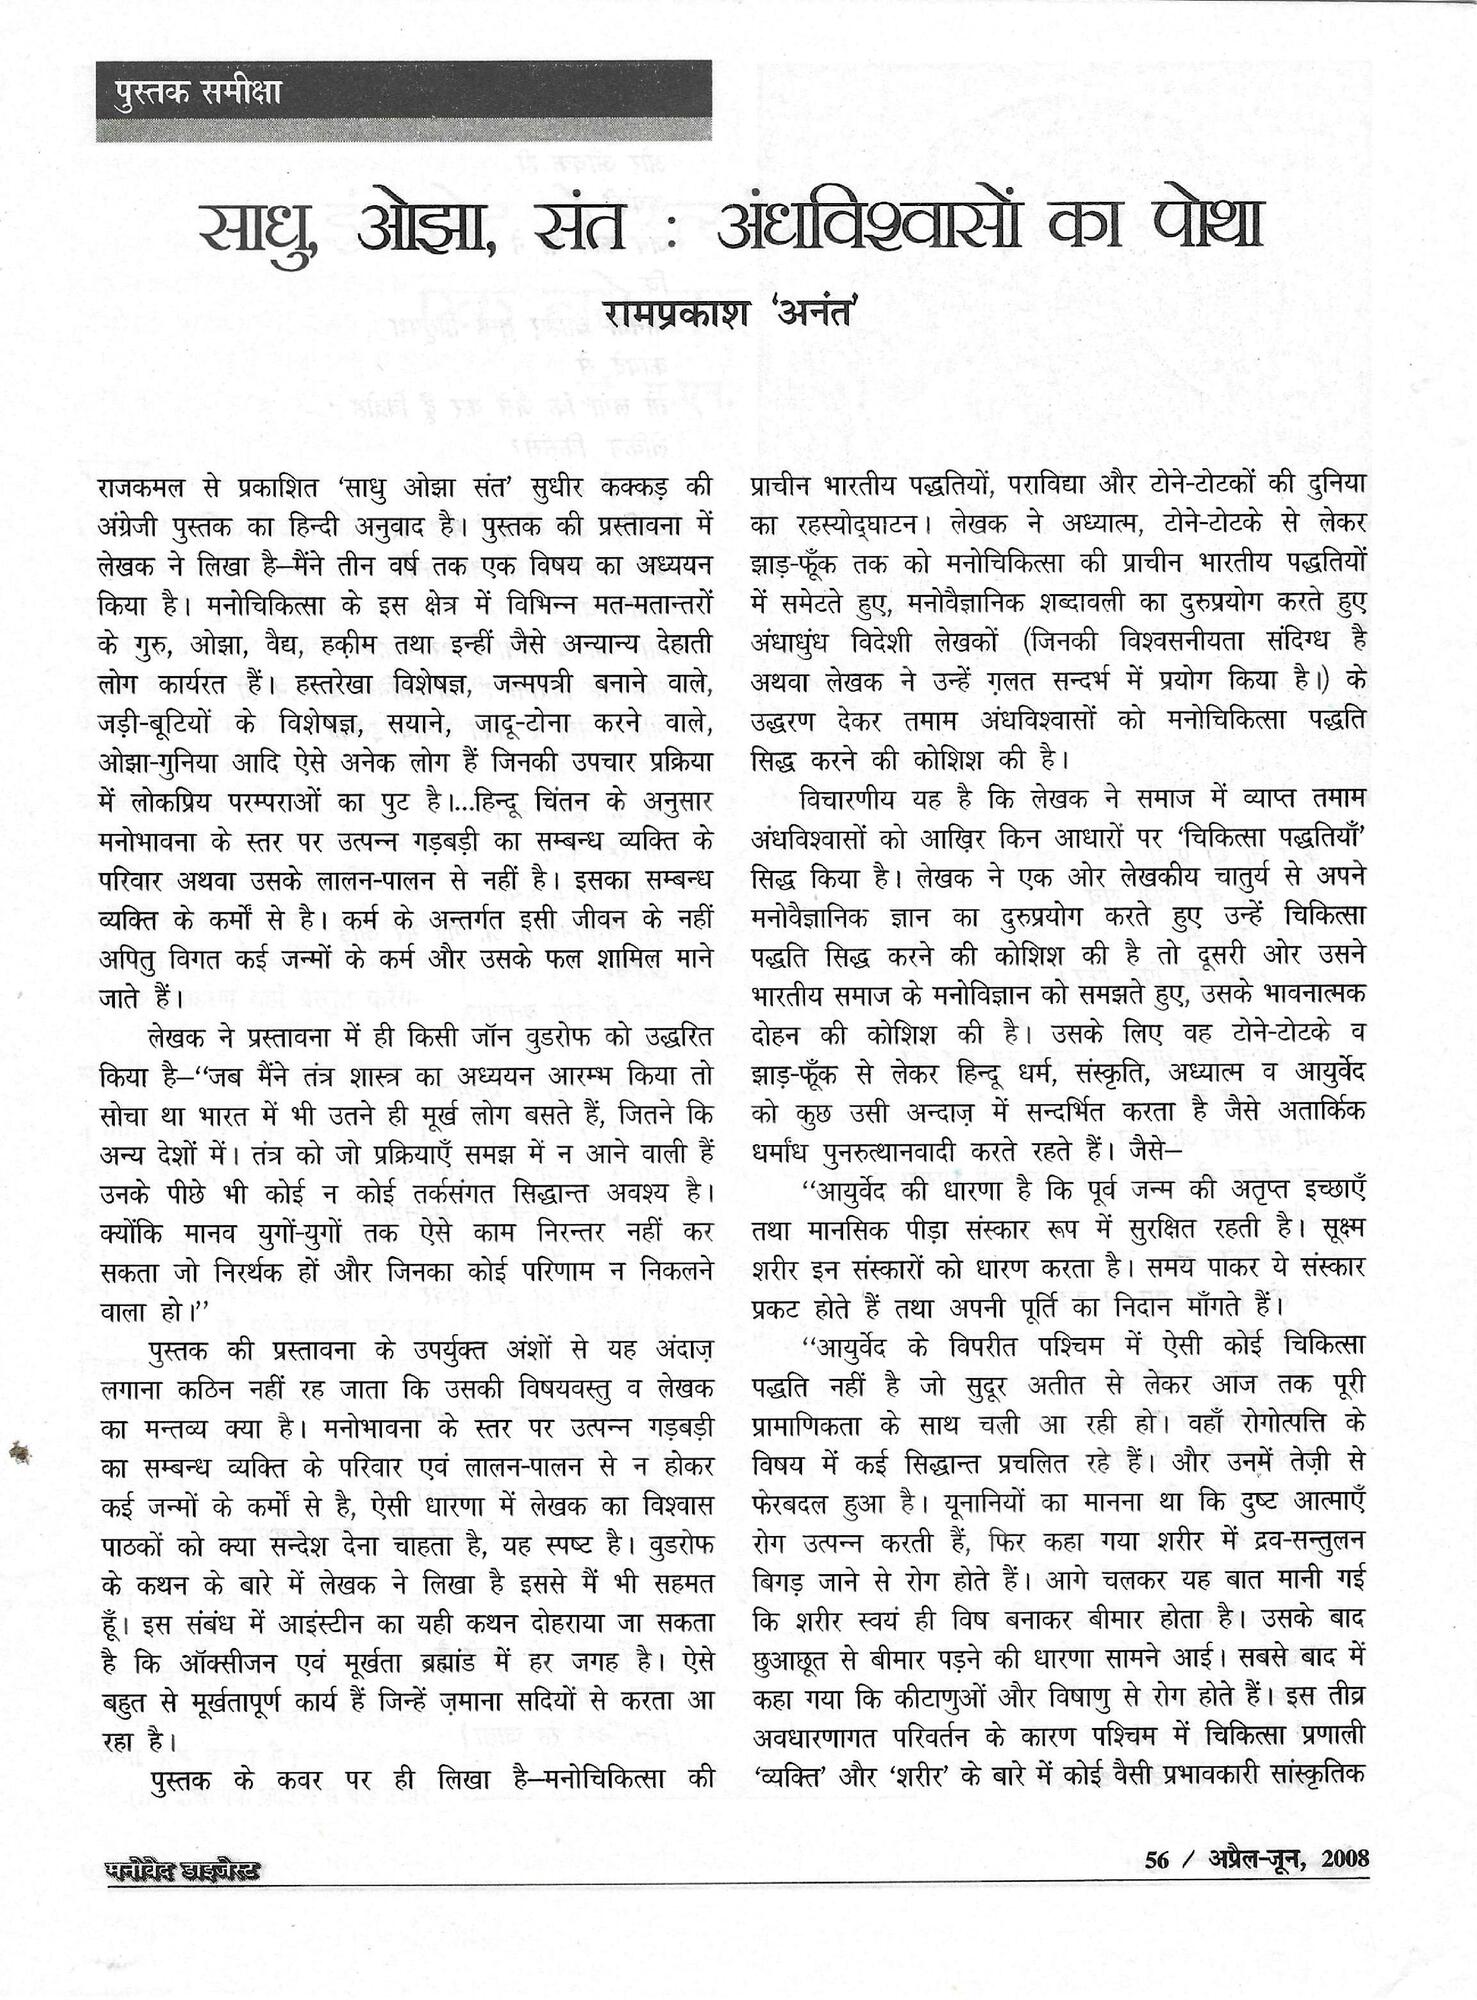 पुस्तक समीक्षा
साधु, ओझा, संत : अंधविश्वासों का पोथा
रामप्रकाश 'अनंत'
राजकमल से प्रकाशित 'साधु ओझा संत' सुधीर कक्कड़ की
अंग्रेजी पुस्तक का हिन्दी अनुवाद है। पुस्तक की प्रस्तावना में
लेखक ने लिखा है–मैंने तीन वर्ष तक एक विषय का अध्ययन
किया है। मनोचिकित्सा के इस क्षेत्र में विभिन्न मत-मतान्तरों
के गुरु, ओझा, वैद्य, हक़ीम तथा इन्हीं जैसे अन्यान्य देहाती
लोग कार्यरत हैं। हस्तरेखा विशेषज्ञ, जन्मपत्री बनाने वाले,
जड़ी-बूटियों के विशेषज्ञ, सयाने, जादू-टोना करने वाले,
ओझा-गुनिया आदि ऐसे अनेक लोग हैं जिनकी उपचार प्रक्रिया
में लोकप्रिय परम्पराओं का पुट है।...हिन्दू चिंतन के अनुसार
मनोभावना के स्तर पर उत्पन्न गड़बड़ी का सम्बन्ध व्यक्ति के
परिवार अथवा उसके लालन-पालन से नहीं है। इसका सम्बन्ध
व्यक्ति के कर्मों से है। कर्म के अन्तर्गत इसी जीवन के नहीं
अपितु विगत कई जन्मों के कर्म और उसके फल शामिल माने
जाते हैं।
लेखक ने प्रस्तावना में ही किसी जॉन वुडरोफ को उद्धरित
किया है–‘‘जब मैंने तंत्र शास्त्र का अध्ययन आरम्भ किया तो
सोचा था भारत में भी उतने ही मूर्ख लोग बसते हैं, जितने कि
अन्य देशों में। तंत्र को जो प्रक्रियाएँ समझ में न आने वाली हैं
उनके पीछे भी कोई न कोई तर्कसंगत सिद्धान्त अवश्य है।
क्योंकि मानव युगों-युगों तक ऐसे काम निरन्तर नहीं कर
सकता जो निरर्थक हों और जिनका कोई परिणाम न निकलने
वाला हो।’’
पुस्तक की प्रस्तावना के उपर्युक्त अंशों से यह अंदाज़
लगाना कठिन नहीं रह जाता कि उसकी विषयवस्तु व लेखक
का मन्तव्य क्या है। मनोभावना के स्तर पर उत्पन्न गड़बड़ी
का सम्बन्ध व्यक्ति के परिवार एवं लालन-पालन से न होकर
कई जन्मों के कर्मों से है, ऐसी धारणा में लेखक का विश्वास
पाठकों को क्या सन्देश देना चाहता है, यह स्पष्ट है। वुडरोफ
के कथन के बारे में लेखक ने लिखा है इससे मैं भी सहमत
हूँ। इस संबंध में आइंस्टीन का यही कथन दोहराया जा सकता
है कि ऑक्सीजन एवं मूर्खता ब्रह्मांड में हर जगह है। ऐसे
बहुत से मूर्खतापूर्ण कार्य हैं जिन्हें ज़माना सदियों से करता आ
रहा है।
पुस्तक के कवर पर ही लिखा है–मनोचिकित्सा की
प्राचीन भारतीय पद्धतियों, पराविद्या और टोने-टोटकों की दुनिया
का रहस्योद्घाटन। लेखक ने अध्यात्म, टोने-टोटके से लेकर
झाड़-फूँक तक को मनोचिकित्सा की प्राचीन भारतीय पद्धतियों
में समेटते हुए, मनोवैज्ञानिक शब्दावली का दुरुप्रयोग करते हुए
अंधाधुंध विदेशी लेखकों (जिनकी विश्वसनीयता संदिग्ध है
अथवा लेखक ने उन्हें ग़लत सन्दर्भ में प्रयोग किया है।) के
उद्धरण देकर तमाम अंधविश्वासों को मनोचिकित्सा पद्धति
सिद्ध करने की कोशिश की है।
विचारणीय यह है कि लेखक ने समाज में व्याप्त तमाम
अंधविश्वासों को आख़िर किन आधारों पर 'चिकित्सा पद्धतियाँ'
सिद्ध किया है। लेखक ने एक ओर लेखकीय चातुर्य से अपने
मनोवैज्ञानिक ज्ञान का दुरुप्रयोग करते हुए उन्हें चिकित्सा
पद्धति सिद्ध करने की कोशिश की है तो दूसरी ओर उसने
भारतीय समाज के मनोविज्ञान को समझते हुए, उसके भावनात्मक
दोहन की कोशिश की है। उसके लिए वह टोने-टोटके व
झाड़-फूँक से लेकर हिन्दू धर्म, संस्कृति, अध्यात्म व आयुर्वेद
को कुछ उसी अन्दाज़ में सन्दर्भित करता है जैसे अतार्किक
धर्मांध पुनरुत्थानवादी करते रहते हैं। जैसे–
‘‘आयुर्वेद की धारणा है कि पूर्व जन्म की अतृप्त इच्छाएँ
तथा मानसिक पीड़ा संस्कार रूप में सुरक्षित रहती है। सूक्ष्म
शरीर इन संस्कारों को धारण करता है। समय पाकर ये संस्कार
प्रकट होते हैं तथा अपनी पूर्ति का निदान माँगते हैं।
‘‘आयुर्वेद के विपरीत पश्चिम में ऐसी कोई चिकित्सा
पद्धति नहीं है जो सुदूर अतीत से लेकर आज तक पूरी
प्रामाणिकता के साथ चली आ रही हो। वहाँ रोगोत्पत्ति के
विषय में कई सिद्धान्त प्रचलित रहे हैं। और उनमें तेज़ी से
फेरबदल हुआ है। यूनानियों का मानना था कि दुष्ट आत्माएँ
रोग उत्पन्न करती हैं, फिर कहा गया शरीर में द्रव-सन्तुलन
बिगड़ जाने से रोग होते हैं। आगे चलकर यह बात मानी गई
कि शरीर स्वयं ही विष बनाकर बीमार होता है। उसके बाद
छुआछूत से बीमार पड़ने की धारणा सामने आई। सबसे बाद में
कहा गया कि कीटाणुओं और विषाणु से रोग होते हैं। इस तीव्र
अवधारणागत परिवर्तन के कारण पश्चिम में चिकित्सा प्रणाली
'व्यक्ति' और 'शरीर' के बारे में कोई वैसी प्रभावकारी सांस्कृतिक
मनोवेद डाइजेस्ट
56 / अप्रैल-जून, 2008